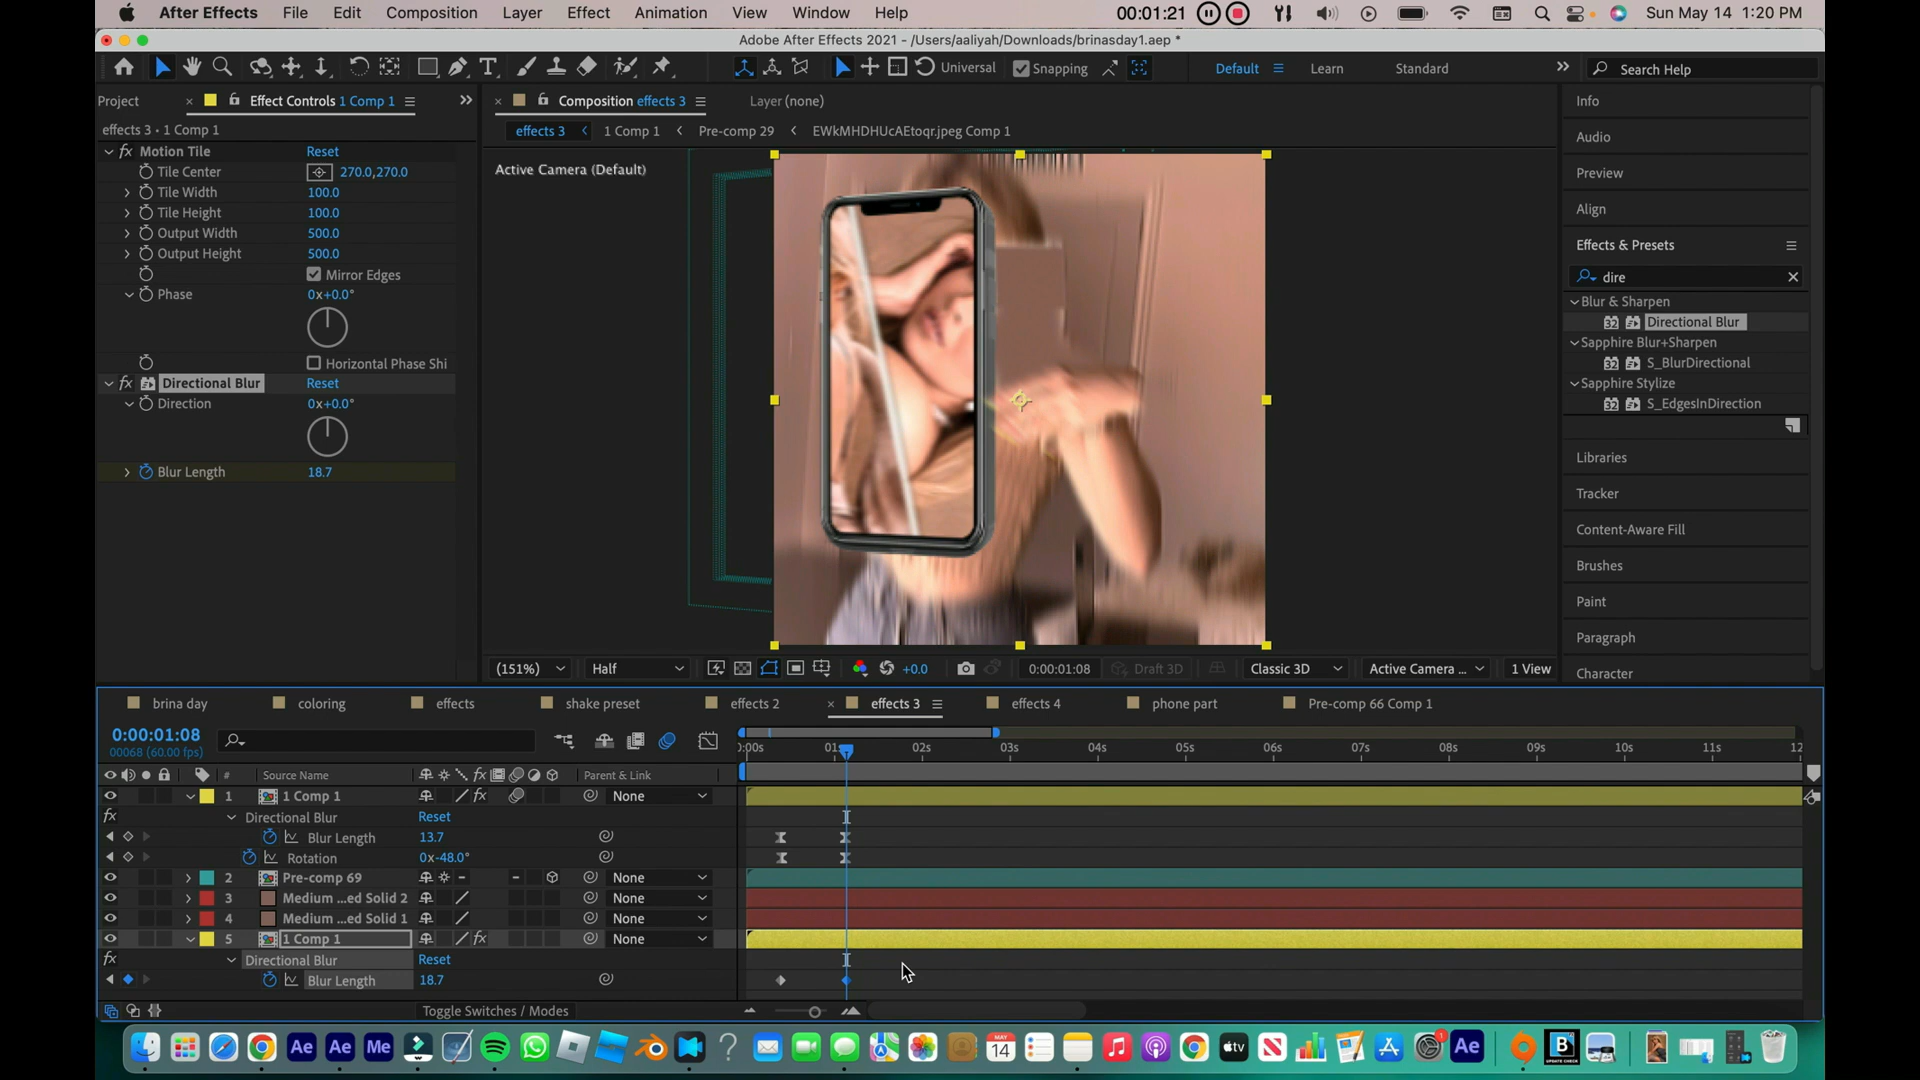 After Effects File Edit Composition Layer Effect Animation View Window Help 00:01:21 Sun May 14 1:20 PM
Adobe After Effects 2021 - /Users/aaliyah/Downloads/brinasday1.aep *
Universal Snapping Default Learn Standard Search Help
Project Effect Controls 1 Comp 1 Composition effects 3 Layer (none) Info
effects 3 • 1 Comp 1 effects 3 1 Comp 1 Pre-comp 29 EWkMHDHUcAEtoqr.jpeg Comp 1 Audio
Motion Tile Reset
Active Camera (Default)
Tile Center 270.0,270.0 Preview
Tile Width 100.0
Tile Height 100.0 Align
Output Width 500.0
Output Height 500.0 Effects & Presets
Mirror Edges dire
Phase 0x+0.0° Blur & Sharpen
Directional Blur
Sapphire Blur+Sharpen
Horizontal Phase Shi S_BlurDirectional
Directional Blur Reset Sapphire Stylize
Direction 0x+0.0° S_EdgesInDirection
Blur Length 18.7 Libraries
Tracker
Content-Aware Fill
Brushes
Paint
Paragraph
Character
(151%) Half +0.0 0:00:01:08 Draft 3D Classic 3D Active Camera ... 1 View
brina day coloring effects shake preset effects 2 effects 3 effects 4 phone part Pre-comp 66 Comp 1
0:00:01:08
00068 (60.00 fps)
:00s 01s 02s 03s 04s 05s 06s 07s 08s 09s 10s 11s 12
# Source Name Parent & Link
1 1 Comp 1 None
Directional Blur Reset
Blur Length 13.7
Rotation 0x-48.0°
2 Pre-comp 69 None
3 Medium ...ed Solid 2 None
4 Medium ...ed Solid 1 None
5 1 Comp 1 None
Directional Blur Reset
Blur Length 18.7
Toggle Switches / Modes
Ae Ae Me MAY 14 tv Ae B UPDATE CHECK